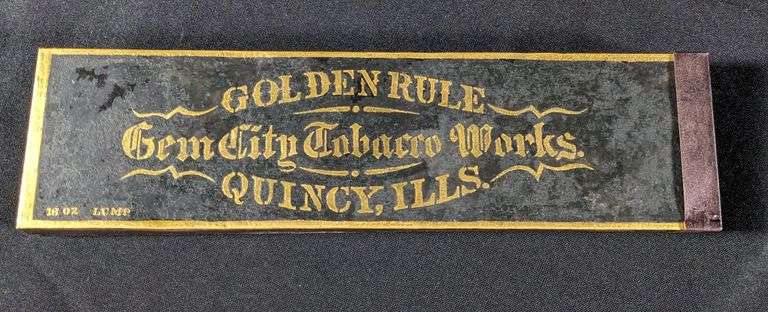 GOLDEN RULE
Gem City Tobacco Works.
QUINCY, ILLS.
16 OZ LUMP